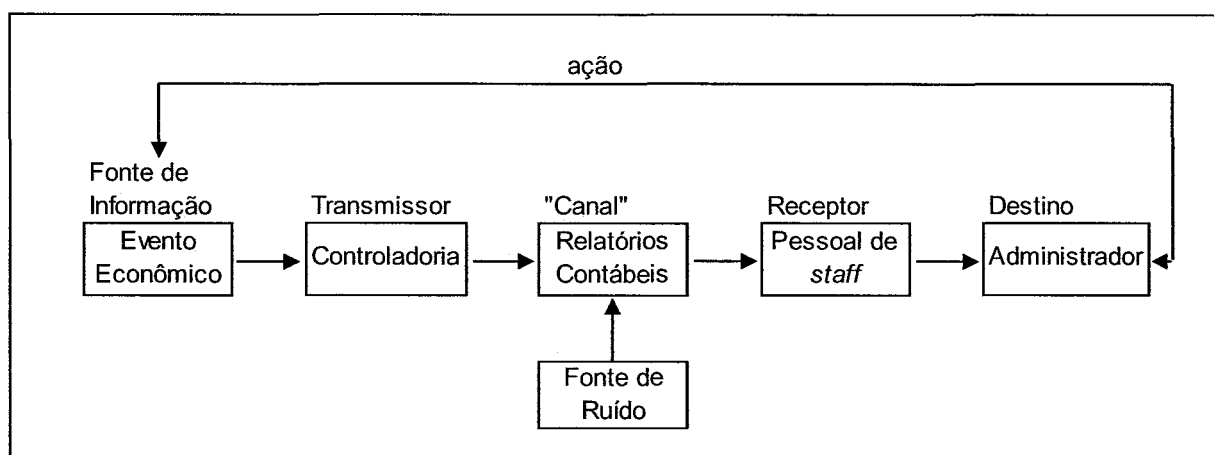 ação
Fonte de
Informação
Evento
Econômico
Transmissor
Controladoria
"Canal"
Relatórios
Contábeis
Receptor
Pessoal de
staff
Destino
Administrador
Fonte de
Ruído